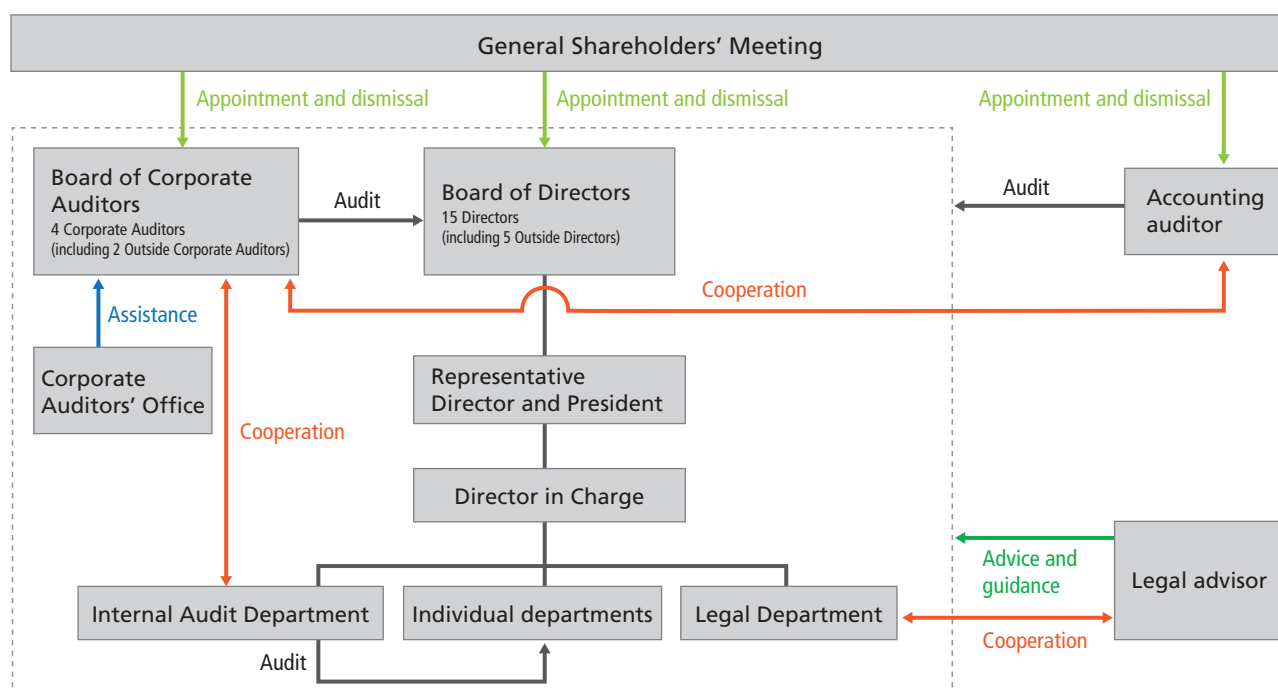 General Shareholders’ Meeting
Appointment and dismissal
Appointment and dismissal
Appointment and dismissal
Board of Corporate
Auditors
4 Corporate Auditors
(including 2 Outside Corporate Auditors)
Audit
Board of Directors
15 Directors
(including 5 Outside Directors)
Audit
Accounting
auditor
Cooperation
Assistance
Corporate
Auditors’ Office
Representative
Director and President
Cooperation
Director in Charge
Advice and
guidance
Legal advisor
Internal Audit Department
Individual departments
Legal Department
Cooperation
Audit